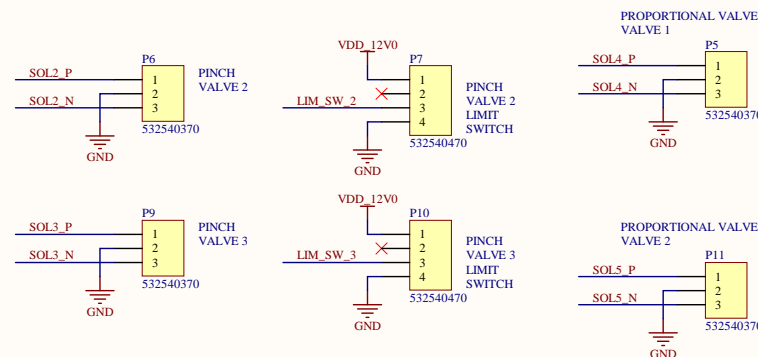 P6
SOL2_P
SOL2_N
1
2
3
PINCH
VALVE 2
532540370
GND
VDD_12V0
P7
LIM_SW_2
1
2
3
4
PINCH
VALVE 2
LIMIT
SWITCH
532540470
GND
PROPORTIONAL VALVE
VALVE 1
P5
SOL4_P
SOL4_N
1
2
3
532540370
GND
P9
SOL3_P
SOL3_N
1
2
3
PINCH
VALVE 3
532540370
GND
VDD_12V0
P10
LIM_SW_3
1
2
3
4
PINCH
VALVE 3
LIMIT
SWITCH
532540470
GND
PROPORTIONAL VALVE
VALVE 2
P11
SOL5_P
SOL5_N
1
2
3
532540370
GND